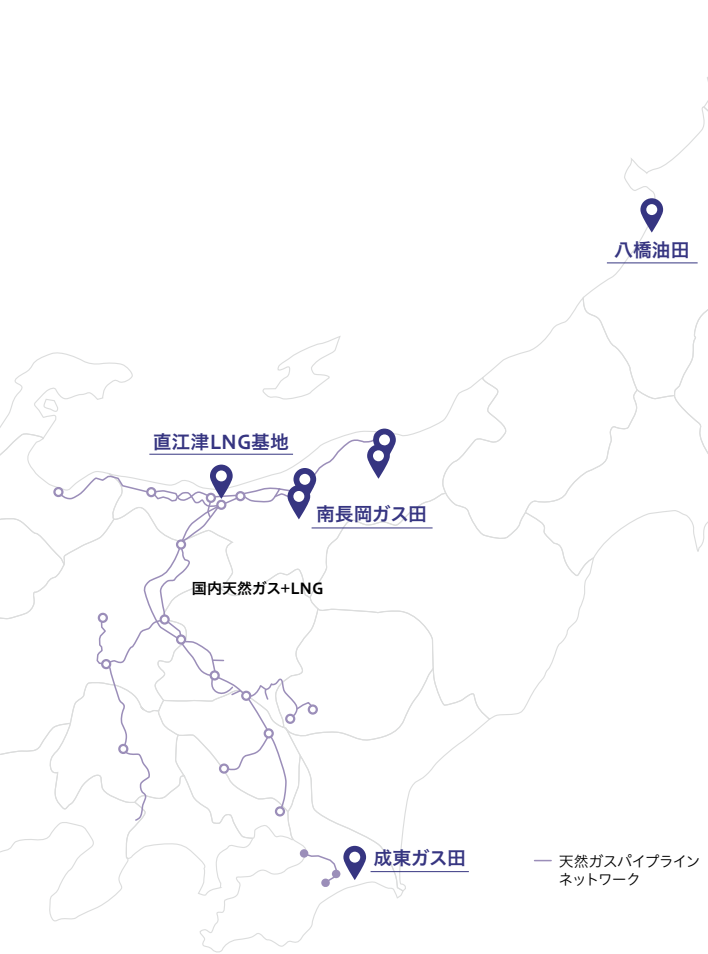 八橋油田
直江津LNG基地
南長岡ガス田
国内天然ガス+LNG
成東ガス田
天然ガスパイプライン
ネットワーク